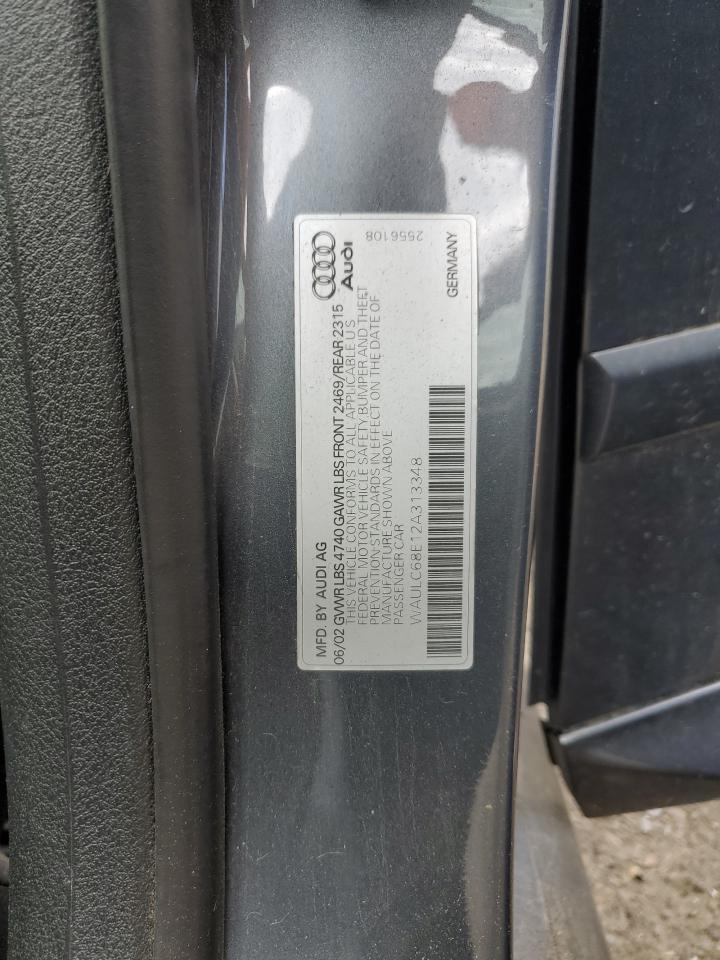 Audi
2556108
MFD. BY AUDI AG
06/02 GVWR LBS 4740 GAWR LBS FRONT 2469/REAR 2315
THIS VEHICLE CONFORMS TO ALL APPLICABLE U S
FEDERAL MOTOR VEHICLE SAFETY BUMPER AND THEFT
PREVENTION STANDARDS IN EFFECT ON THE DATE OF
MANUFACTURE SHOWN ABOVE
PASSENGER CAR
WAULC68E12A313348
GERMANY